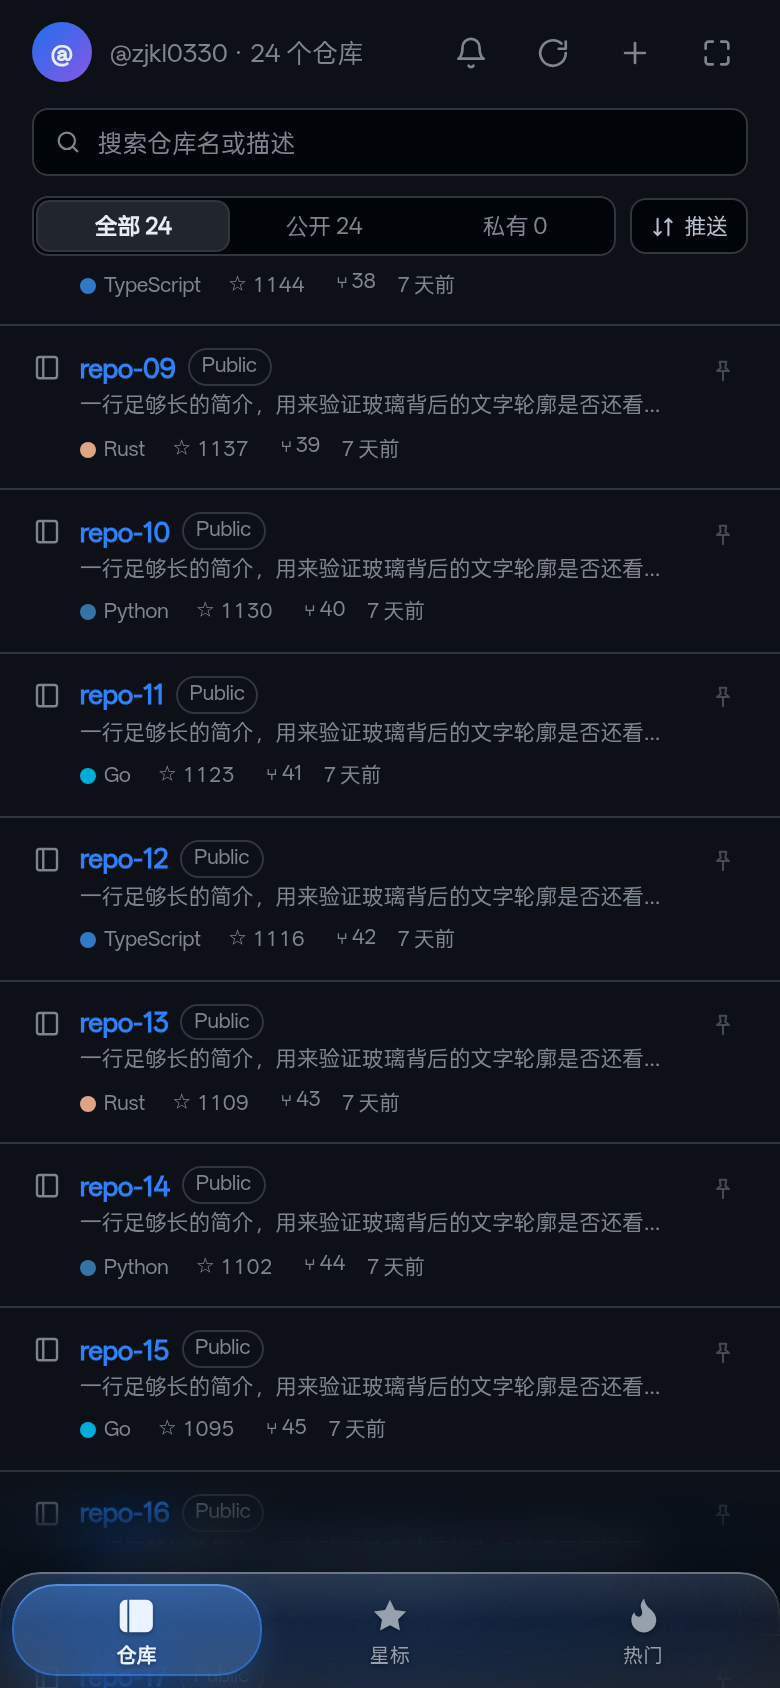 @ @zjkl0330 · 24 个仓库
搜索仓库名或描述
全部 24 公开 24 私有 0 推送
TypeScript ☆ 1144 38 7 天前
repo-09 Public
一行足够长的简介，用来验证玻璃背后的文字轮廓是否还看...
Rust ☆ 1137 39 7 天前
repo-10 Public
一行足够长的简介，用来验证玻璃背后的文字轮廓是否还看...
Python ☆ 1130 40 7 天前
repo-11 Public
一行足够长的简介，用来验证玻璃背后的文字轮廓是否还看...
Go ☆ 1123 41 7 天前
repo-12 Public
一行足够长的简介，用来验证玻璃背后的文字轮廓是否还看...
TypeScript ☆ 1116 42 7 天前
repo-13 Public
一行足够长的简介，用来验证玻璃背后的文字轮廓是否还看...
Rust ☆ 1109 43 7 天前
repo-14 Public
一行足够长的简介，用来验证玻璃背后的文字轮廓是否还看...
Python ☆ 1102 44 7 天前
repo-15 Public
一行足够长的简介，用来验证玻璃背后的文字轮廓是否还看...
Go ☆ 1095 45 7 天前
repo-16 Public
仓库 星标 热门
repo-17 Public